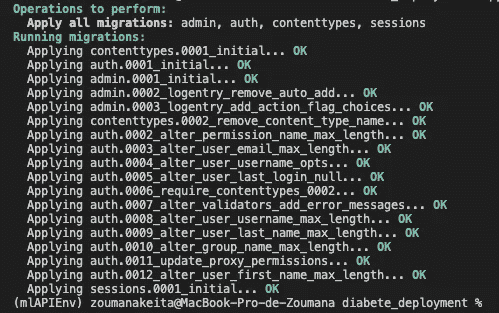 Operations to perform:
  Apply all migrations: admin, auth, contenttypes, sessions
Running migrations:
  Applying contenttypes.0001_initial... OK
  Applying auth.0001_initial... OK
  Applying admin.0001_initial... OK
  Applying admin.0002_logentry_remove_auto_add... OK
  Applying admin.0003_logentry_add_action_flag_choices... OK
  Applying contenttypes.0002_remove_content_type_name... OK
  Applying auth.0002_alter_permission_name_max_length... OK
  Applying auth.0003_alter_user_email_max_length... OK
  Applying auth.0004_alter_user_username_opts... OK
  Applying auth.0005_alter_user_last_login_null... OK
  Applying auth.0006_require_contenttypes_0002... OK
  Applying auth.0007_alter_validators_add_error_messages... OK
  Applying auth.0008_alter_user_username_max_length... OK
  Applying auth.0009_alter_user_last_name_max_length... OK
  Applying auth.0010_alter_group_name_max_length... OK
  Applying auth.0011_update_proxy_permissions... OK
  Applying auth.0012_alter_user_first_name_max_length... OK
  Applying sessions.0001_initial... OK
(mlAPIEnv) zoumanakeita@MacBook-Pro-de-Zoumana diabete_deployment %